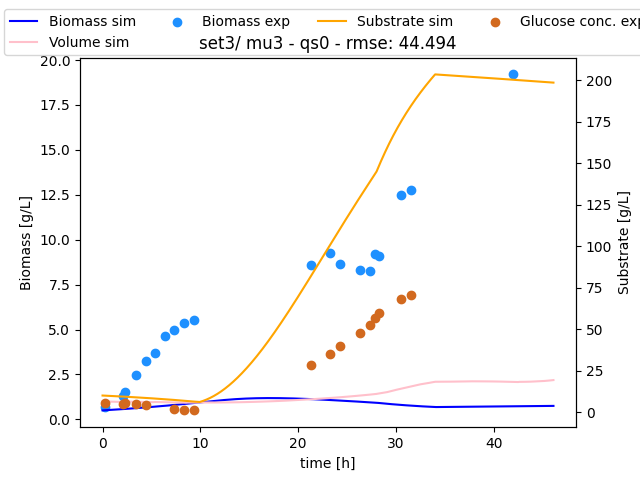 Biomass sim Biomass exp Substrate sim Glucose conc. exp
Volume sim
set3/ mu3 - qs0 - rmse: 44.494
20.0
17.5
15.0
12.5
10.0
7.5
5.0
2.5
0.0
Biomass [g/L]
200
175
150
125
100
75
50
25
0
Substrate [g/L]
0 10 20 30 40
time [h]